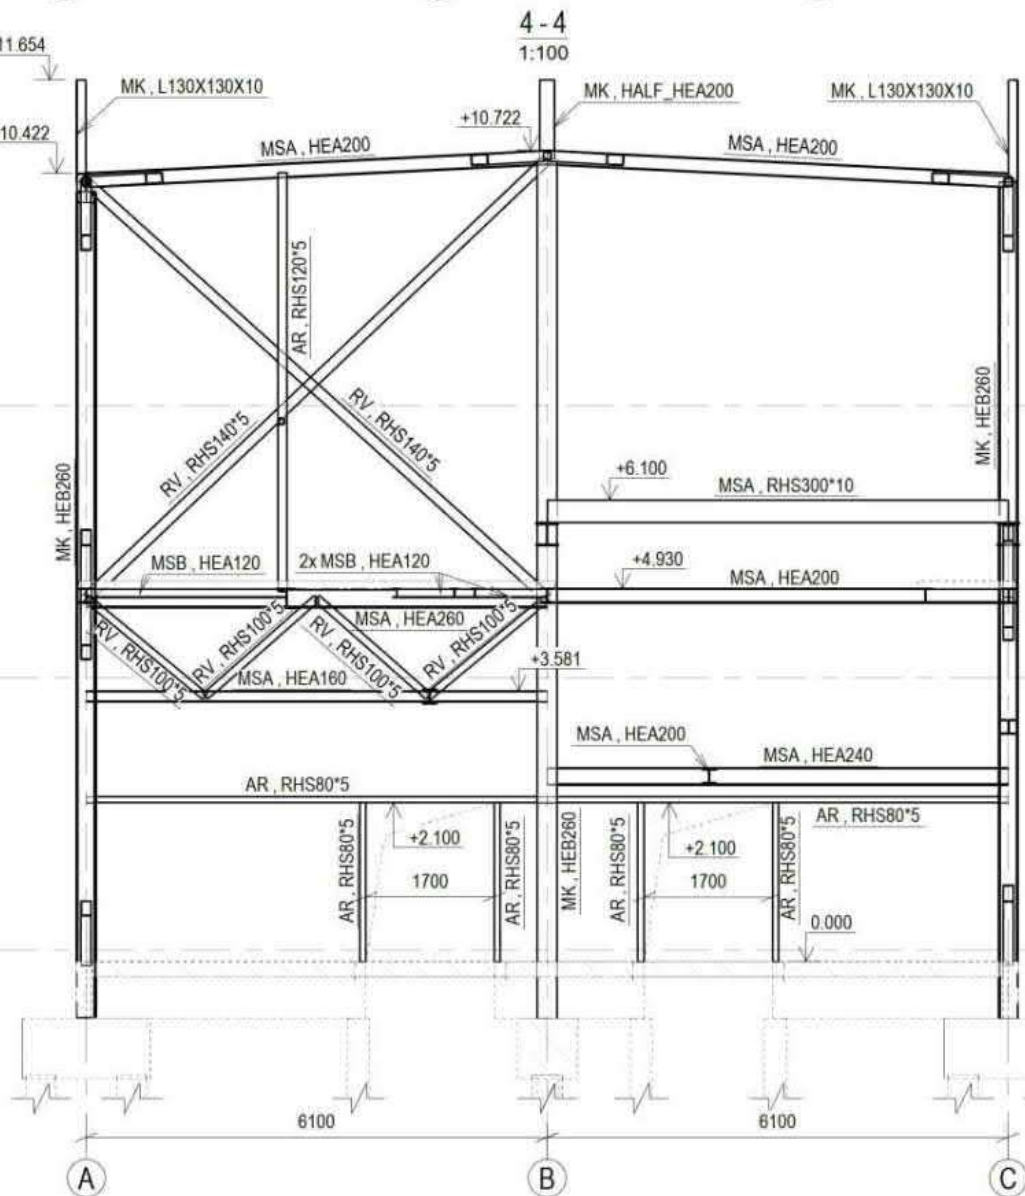 4 - 4
1:100
11.654
MK , L130X130X10
MK , HALF_HEA200
MK , L130X130X10
+10.722
10.422
MSA , HEA200
MSA , HEA200
AR , RHS120*5
RV , RHS140*5
RV , RHS140*5
MK , HEB260
MK , HEB260
+6.100
MSA , RHS300*10
MSB , HEA120
2x MSB , HEA120
+4.930
MSA , HEA200
MSA , HEA260
RV , RHS100*5
RV , RHS100*5
RV , RHS100*5
RV , RHS100*5
+3.581
MSA , HEA160
MSA , HEA200
MSA , HEA240
AR , RHS80*5
AR , RHS80*5
+2.100
+2.100
AR , RHS80*5
AR , RHS80*5
MK , HEB260
AR , RHS80*5
AR , RHS80*5
1700
1700
0.000
6100
6100
A
B
C